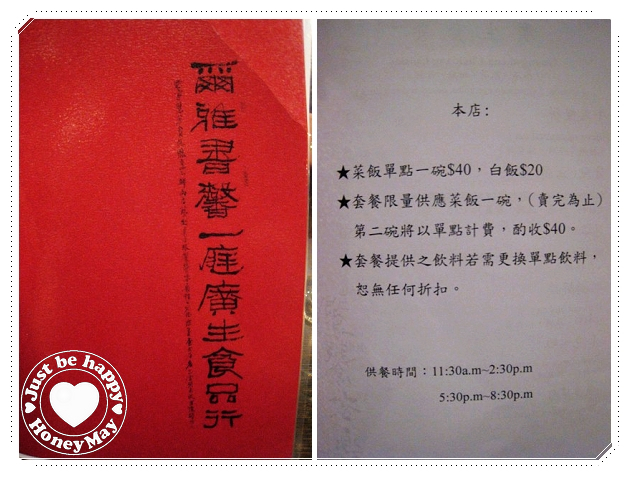 爾雅書馨一庭廣生食品行
本店:
★菜飯單點一碗$40,白飯$20
★套餐限量供應菜飯一碗,(賣完為止)
第二碗將以單點計費,酌收$40。
★套餐提供之飲料若需更換單點飲料,
恕無任何折扣。
供餐時間:11:30a.m~2:30p.m
5:30p.m~8:30p.m
Just be happy
HoneyMay